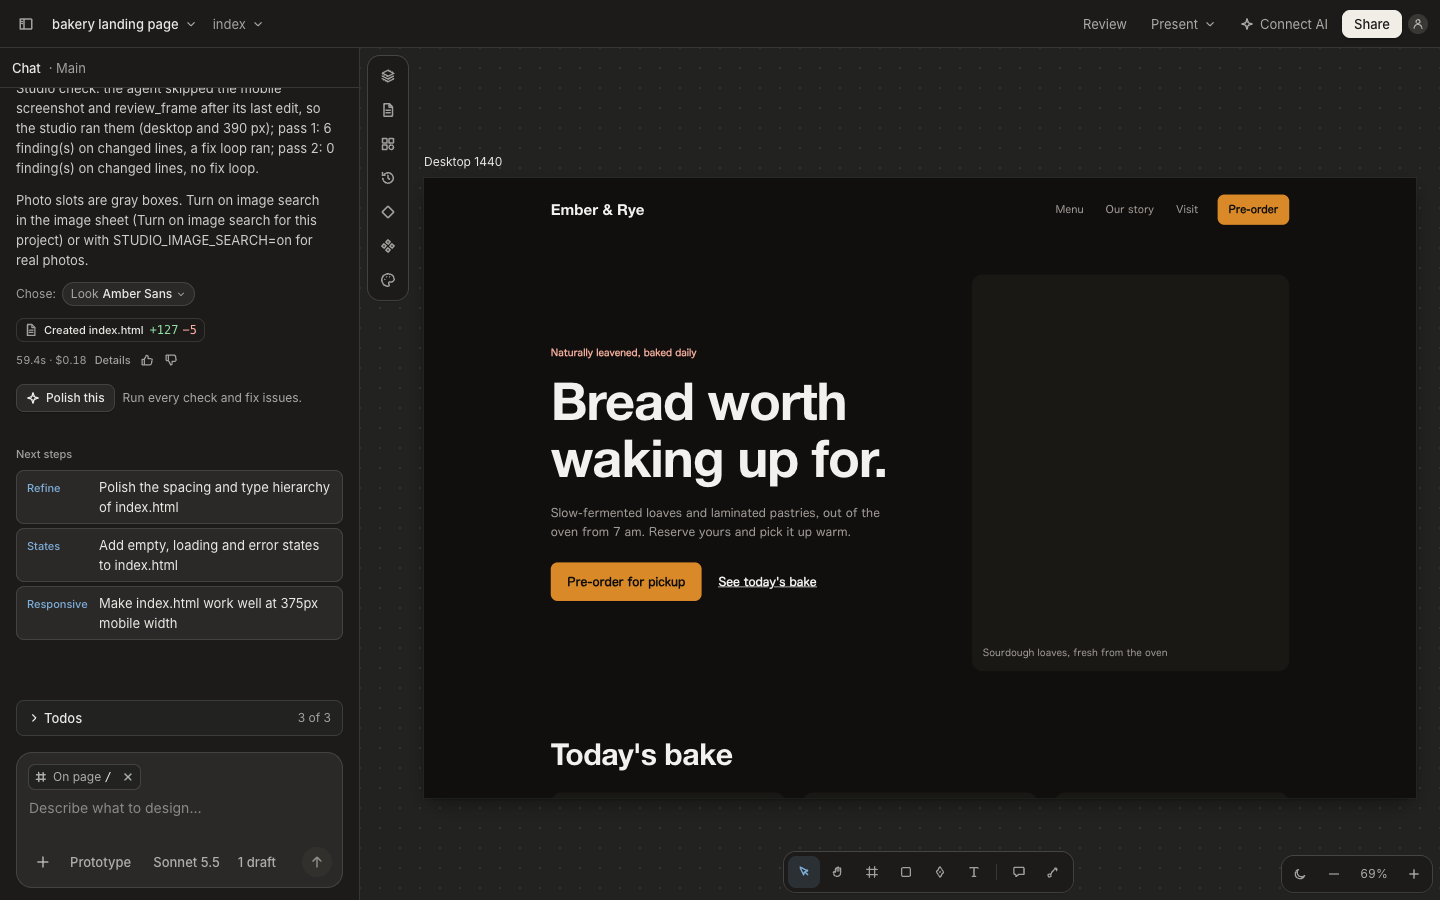 bakery landing page
index
Review
Present
Connect AI
Share
Chat · Main
Studio check: the agent skipped the mobile
screenshot and review_frame after its last edit, so
the studio ran them (desktop and 390 px); pass 1: 6
finding(s) on changed lines, a fix loop ran; pass 2: 0
finding(s) on changed lines, no fix loop.
Photo slots are gray boxes. Turn on image search
in the image sheet (Turn on image search for this
project) or with STUDIO_IMAGE_SEARCH=on for
real photos.
Chose: Look Amber Sans
Created index.html +127 −5
59.4s · $0.18 Details
Polish this Run every check and fix issues.
Next steps
Refine Polish the spacing and type hierarchy
of index.html
States Add empty, loading and error states
to index.html
Responsive Make index.html work well at 375px
mobile width
Todos 3 of 3
On page /
Describe what to design...
Prototype Sonnet 5.5 1 draft
Desktop 1440
Ember & Rye
Menu Our story Visit Pre-order
Naturally leavened, baked daily
Bread worth
waking up for.
Slow-fermented loaves and laminated pastries, out of the
oven from 7 am. Reserve yours and pick it up warm.
Pre-order for pickup See today's bake
Sourdough loaves, fresh from the oven
Today's bake
69%